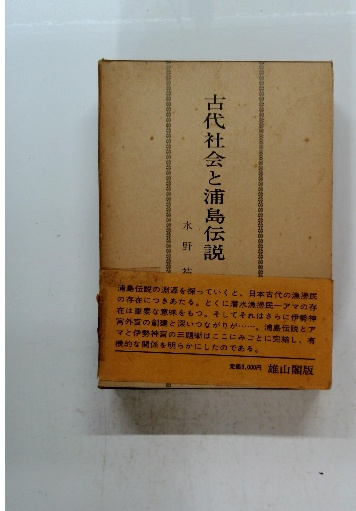 古代社会と浦島伝説
水野 祐
浦島伝説の淵源を探っていくと、日本古代の漁撈民
の存在につきあたる。とくに潜水漁撈民—アマの存
在は重要な意味をもつ。そしてそれはさらに伊勢神
宮外宮の創建と深いつながりが……。浦島伝説とア
マと伊勢神宮の三題噺はここにみごとに完結し、有
機的な関係を明らかにしたのである。
定価3,000円 雄山閣版